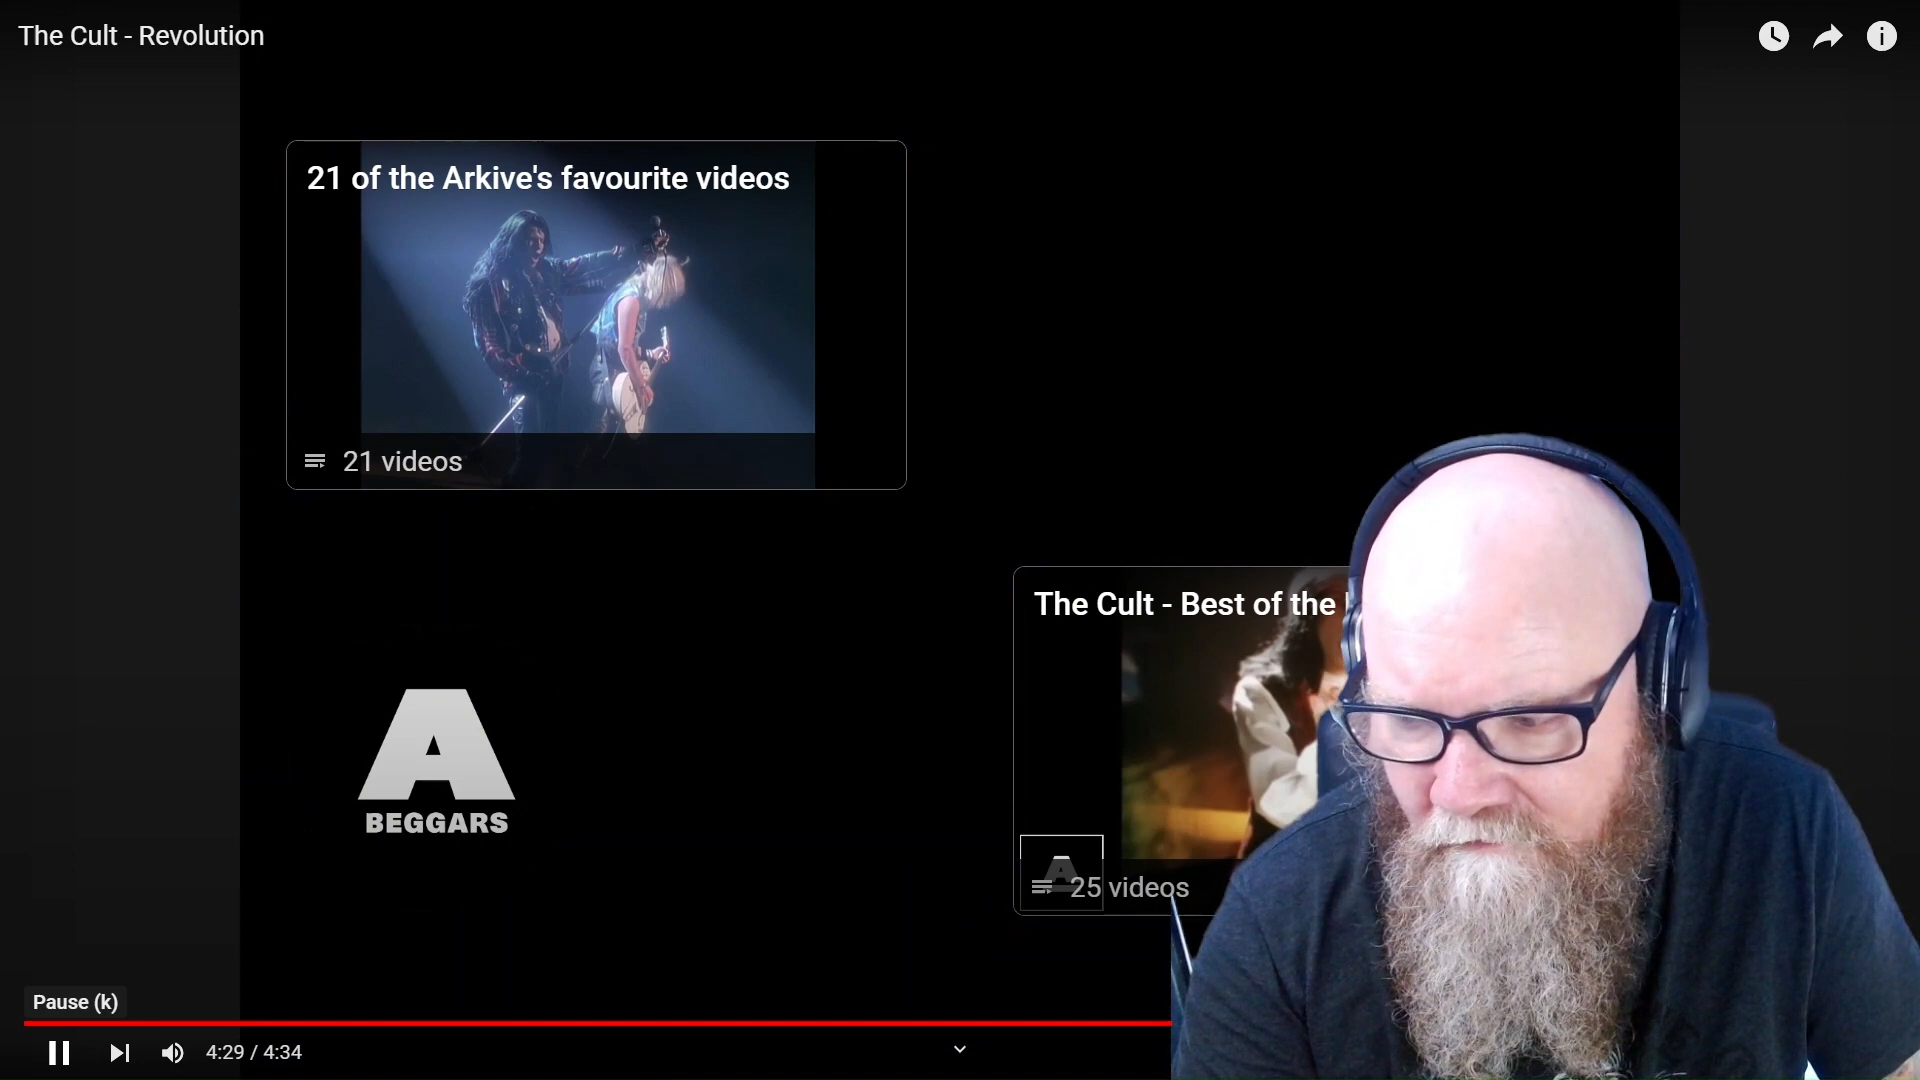 The Cult - Revolution
21 of the Arkive's favourite videos
21 videos
The Cult - Best of the
A
BEGGARS
A
25 videos
Pause (k)
4:29 / 4:34